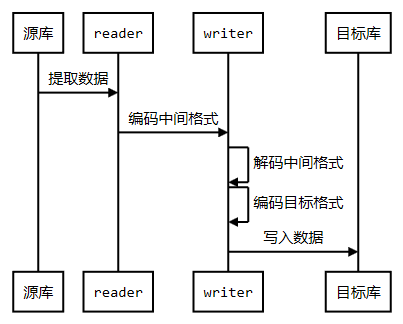 源库 reader writer 目标库
提取数据
编码中间格式
解码中间格式
编码目标格式
写入数据
源库 reader writer 目标库